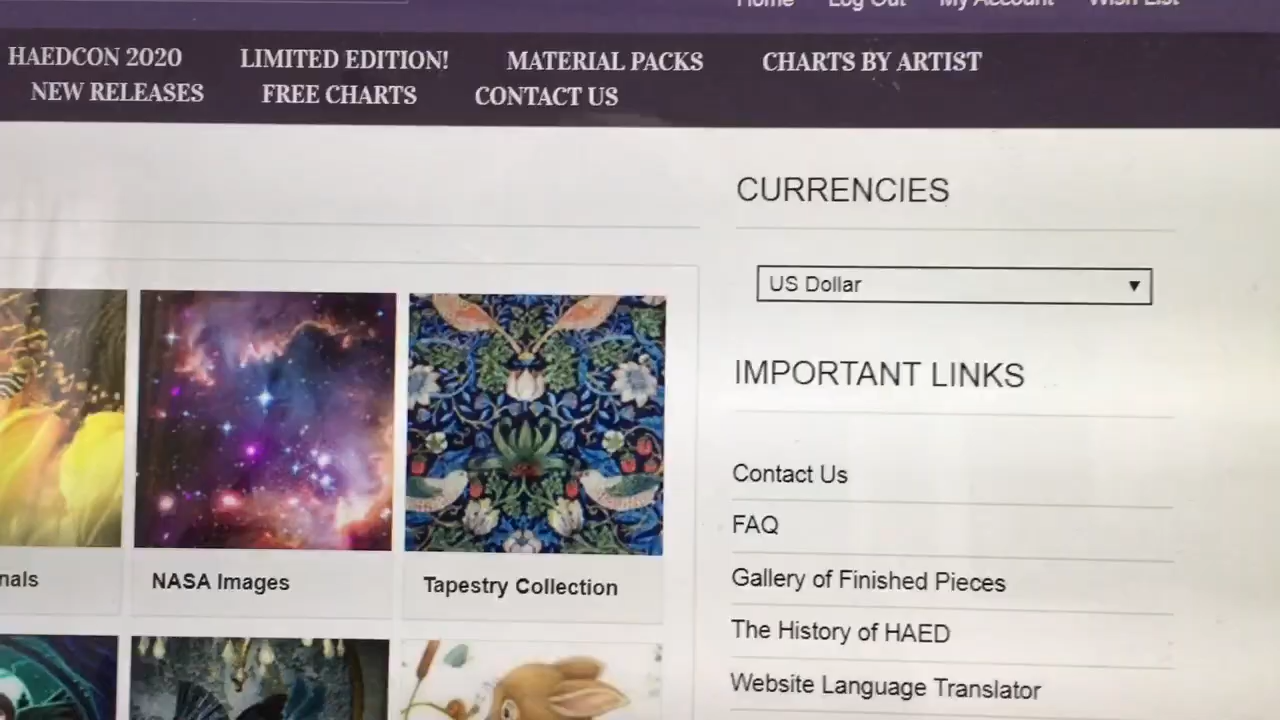 Home Log Out My Account Wish List
HAEDCON 2020 LIMITED EDITION! MATERIAL PACKS CHARTS BY ARTIST
NEW RELEASES FREE CHARTS CONTACT US
CURRENCIES
US Dollar
IMPORTANT LINKS
Contact Us
FAQ
Gallery of Finished Pieces
The History of HAED
Website Language Translator
nals NASA Images Tapestry Collection